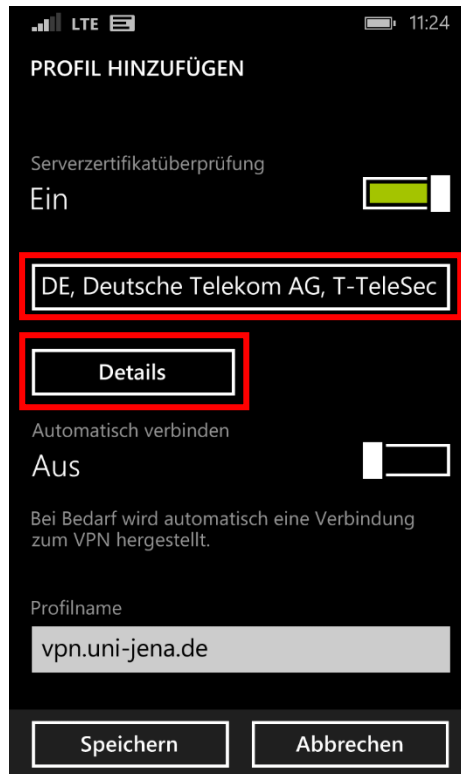 LTE 11:24
PROFIL HINZUFÜGEN
Serverzertifikatüberprüfung
Ein
DE, Deutsche Telekom AG, T-TeleSec
Details
Automatisch verbinden
Aus
Bei Bedarf wird automatisch eine Verbindung
zum VPN hergestellt.
Profilname
vpn.uni-jena.de
Speichern Abbrechen